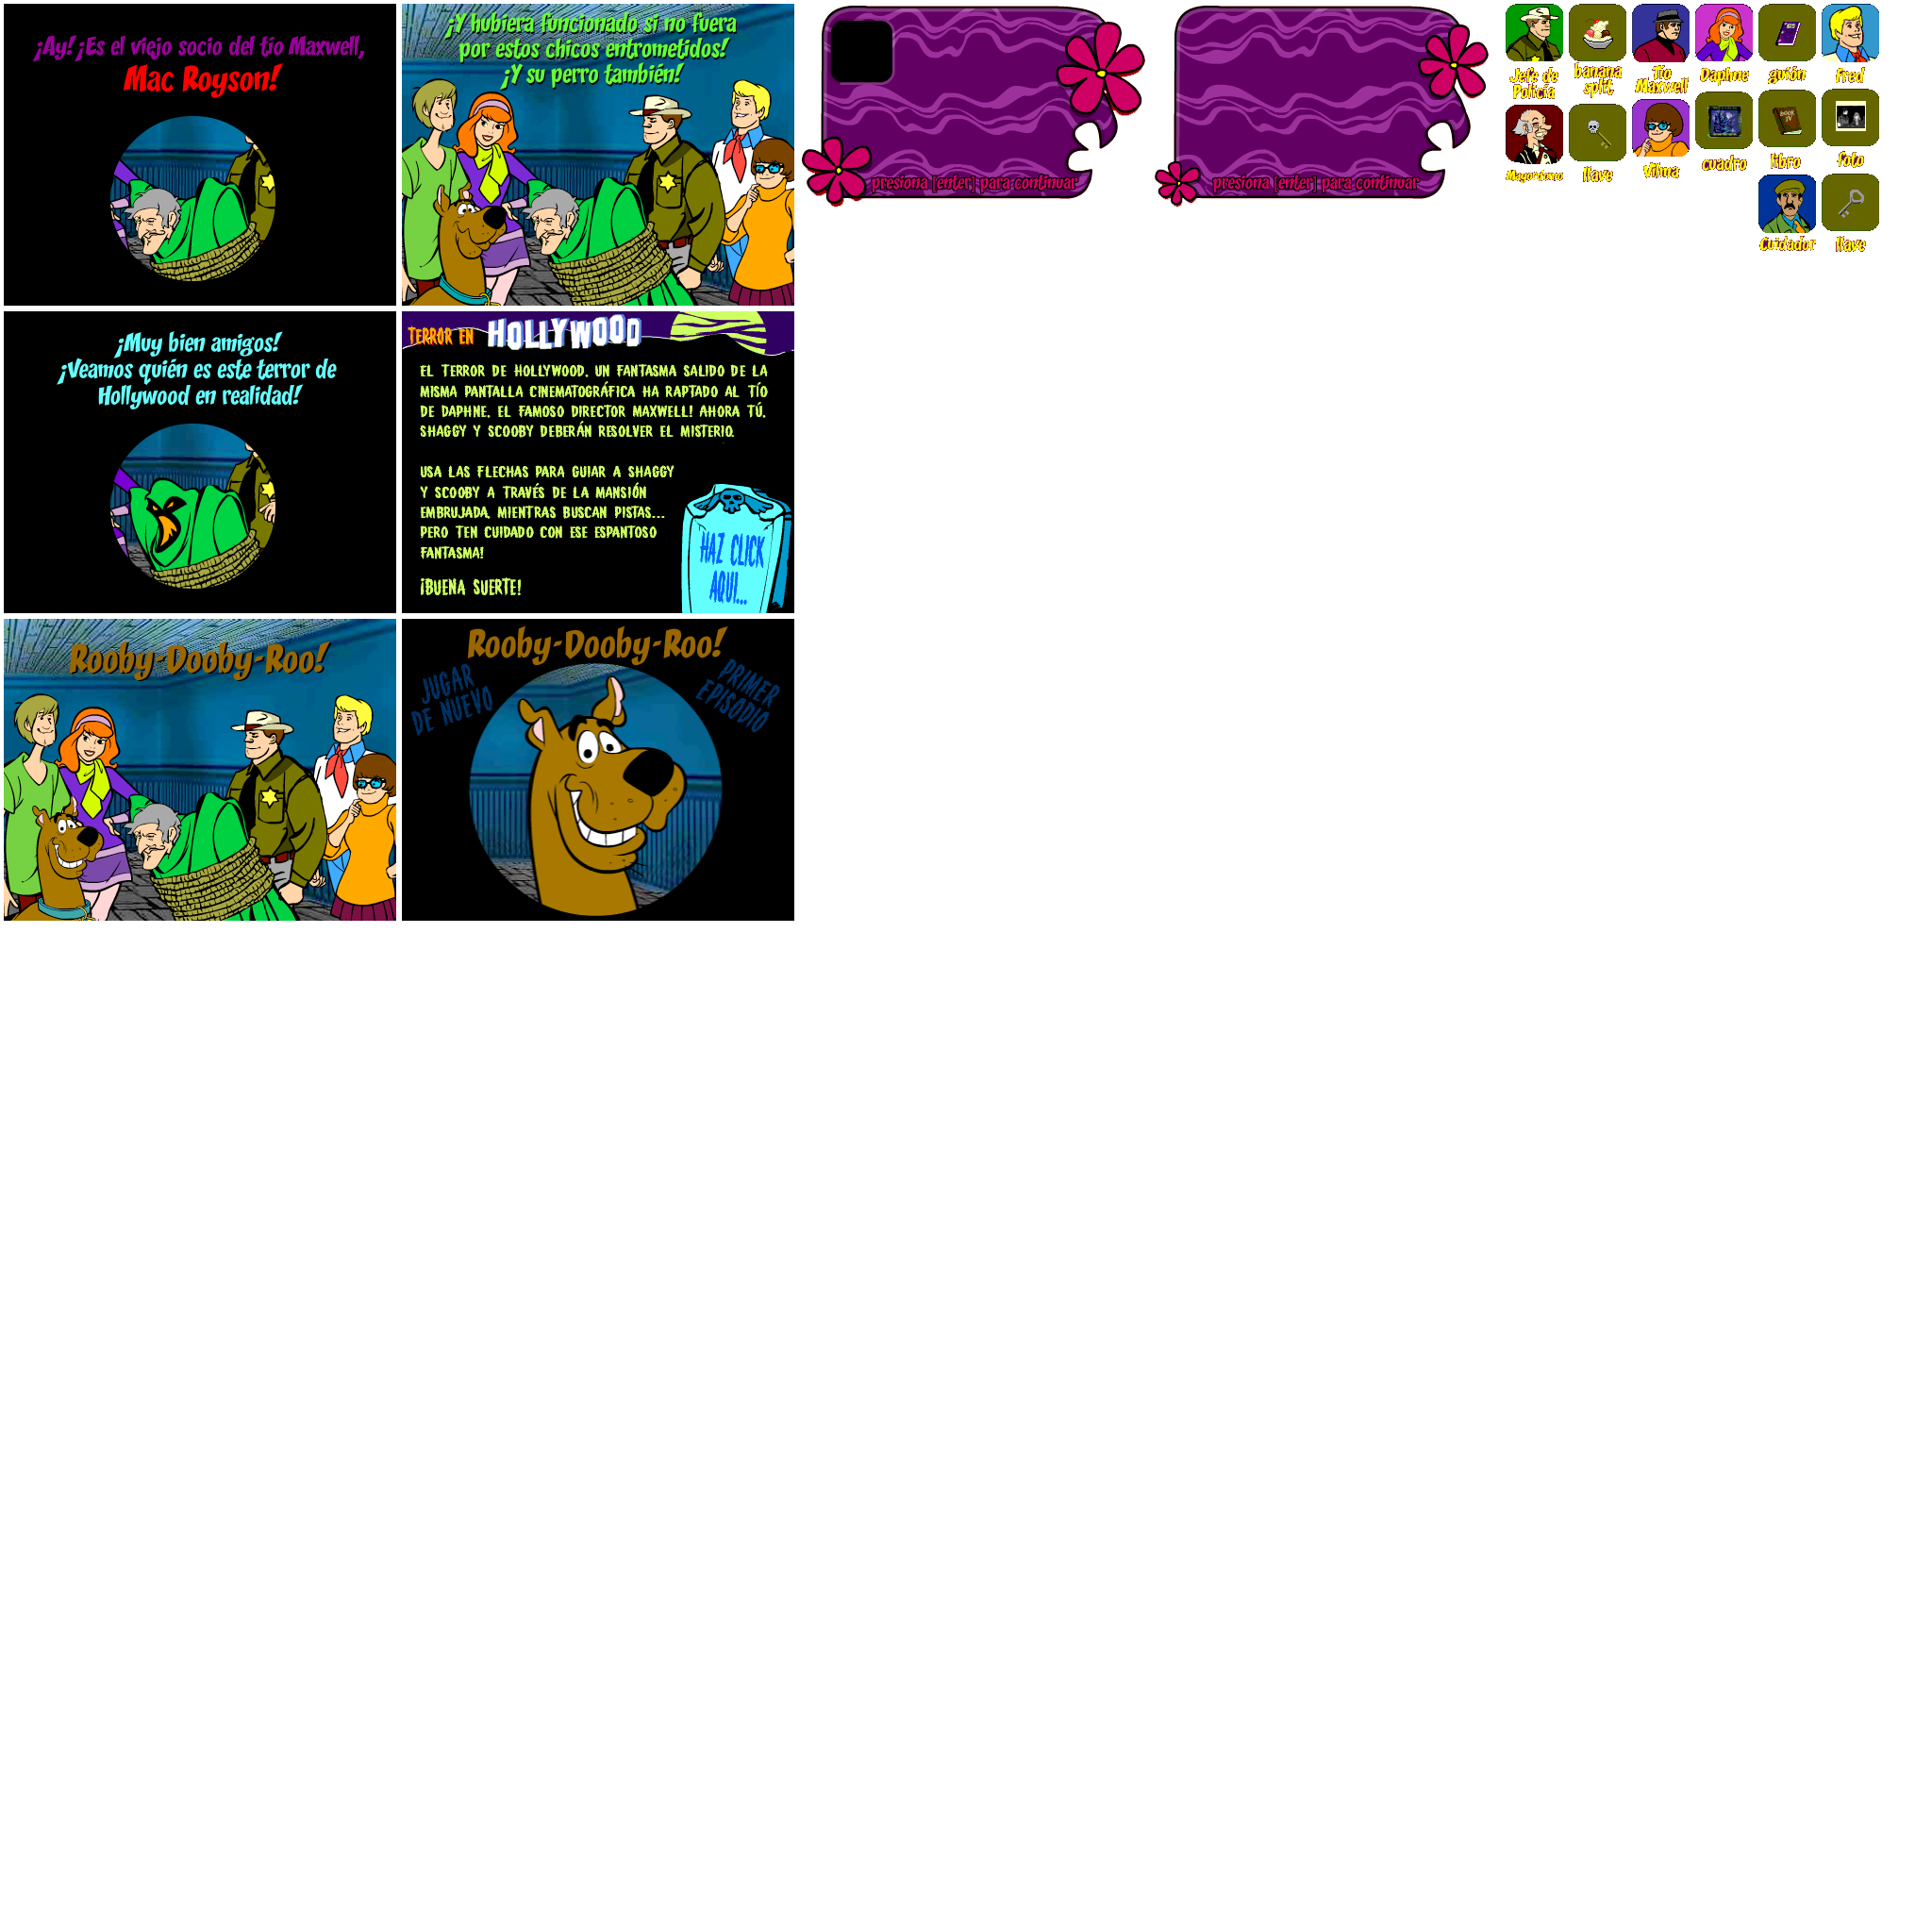 ¡Ay! ¡Es el viejo socio del tío Maxwell,
Mac Royson!
¡Y hubiera funcionado si no fuera
por estos chicos entrometidos!
¡Y su perro también!
presiona [enter] para continuar
presiona [enter] para continuar
Jefe de
Policía
banana
split
Tío
Maxwell
Daphne
guión
Fred
Mayordomo
llave
Vilma
cuadro
libro
foto
Cuidador
llave
¡Muy bien amigos!
¡Veamos quién es este terror de
Hollywood en realidad!
TERROR EN HOLLYWOOD
EL TERROR DE HOLLYWOOD, UN FANTASMA SALIDO DE LA
MISMA PANTALLA CINEMATOGRÁFICA HA RAPTADO AL TÍO
DE DAPHNE, EL FAMOSO DIRECTOR MAXWELL! AHORA TÚ,
SHAGGY Y SCOOBY DEBERÁN RESOLVER EL MISTERIO.
USA LAS FLECHAS PARA GUIAR A SHAGGY
Y SCOOBY A TRAVÉS DE LA MANSIÓN
EMBRUJADA, MIENTRAS BUSCAN PISTAS...
PERO TEN CUIDADO CON ESE ESPANTOSO
FANTASMA!
¡BUENA SUERTE!
HAZ CLICK
AQUI...
Rooby-Dooby-Roo!
Rooby-Dooby-Roo!
JUGAR
DE NUEVO
PRIMER
EPISODIO